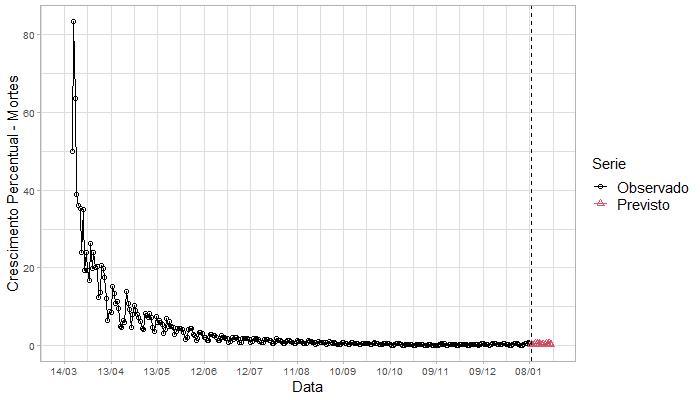 Crescimento Percentual - Mortes
80
60
40
20
0
14/03 13/04 13/05 12/06 12/07 11/08 10/09 10/10 09/11 09/12 08/01
Data
Serie
Observado
Previsto